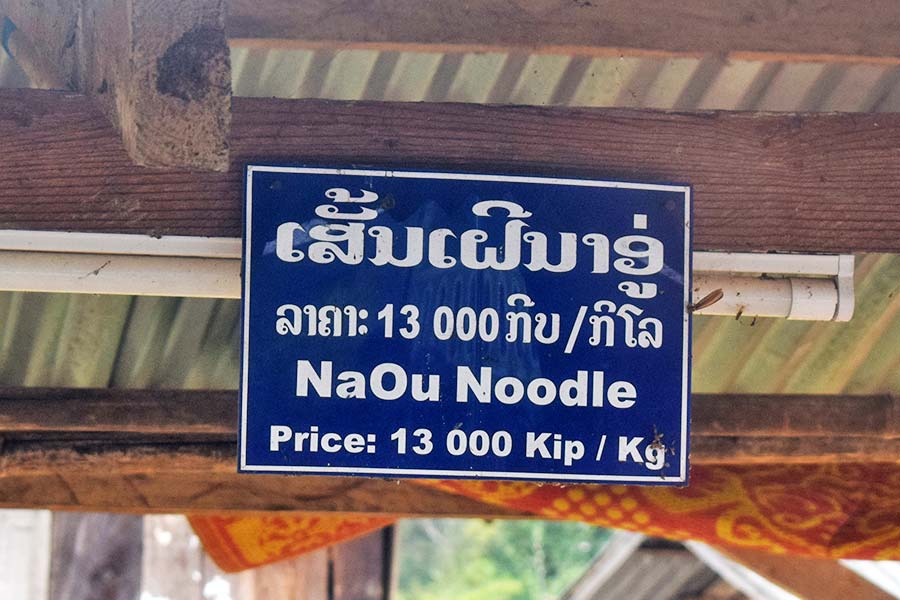 ເສັ້ນເຝີນາອູ່
ລາຄາ: 13 000 ກີບ / ກິໂລ
NaOu Noodle
Price: 13 000 Kip / Kg